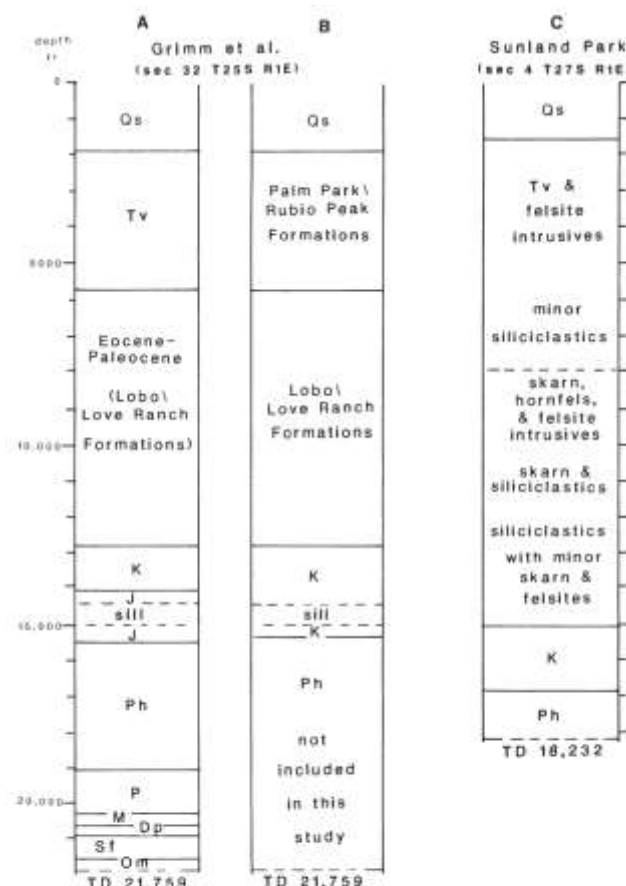 A
B
C
depth
Grimm et al.
(sec 32 T25S R1E)
Sunland Park
(sec 4 T27S R1E
0
5000
10,000
15,000
20,000
Qs
Tv
Eocene-
Paleocene
(Lobo\
Love Ranch
Formations)
K
J
sill
J
Ph
P
M
Dp
Sf
Om
TD 21,759
Qs
Palm Park\
Rubio Peak
Formations
Lobo\
Love Ranch
Formations
K
sill
K
Ph
not
included
in this
study
TD 21,759
Qs
Tv &
felsite
intrusives
minor
siliciclastics
skarn,
hornfels,
& felsite
intrusives
skarn &
siliciclastics
siliciclastics
with minor
skarn &
felsites
K
Ph
TD 18,232